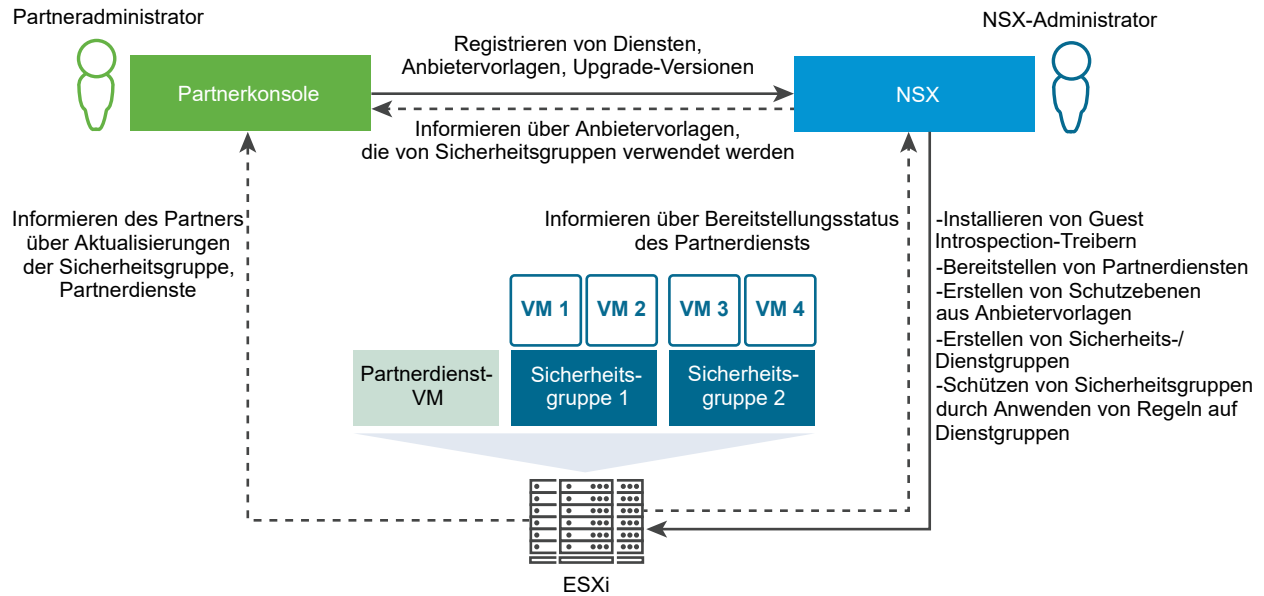 Partneradministrator
NSX-Administrator
Registrieren von Diensten,
Anbietervorlagen, Upgrade-Versionen
Partnerkonsole
NSX
Informieren über Anbietervorlagen,
die von Sicherheitsgruppen verwendet werden
Informieren des Partners
über Aktualisierungen
der Sicherheitsgruppe,
Partnerdienste
Informieren über Bereitstellungsstatus
des Partnerdiensts
-Installieren von Guest
Introspection-Treibern
-Bereitstellen von Partnerdiensten
-Erstellen von Schutzebenen
aus Anbietervorlagen
-Erstellen von Sicherheits-/
Dienstgruppen
-Schützen von Sicherheitsgruppen
durch Anwenden von Regeln auf
Dienstgruppen
VM 1
VM 2
VM 3
VM 4
Partnerdienst-
VM
Sicherheits-
gruppe 1
Sicherheits-
gruppe 2
ESXi